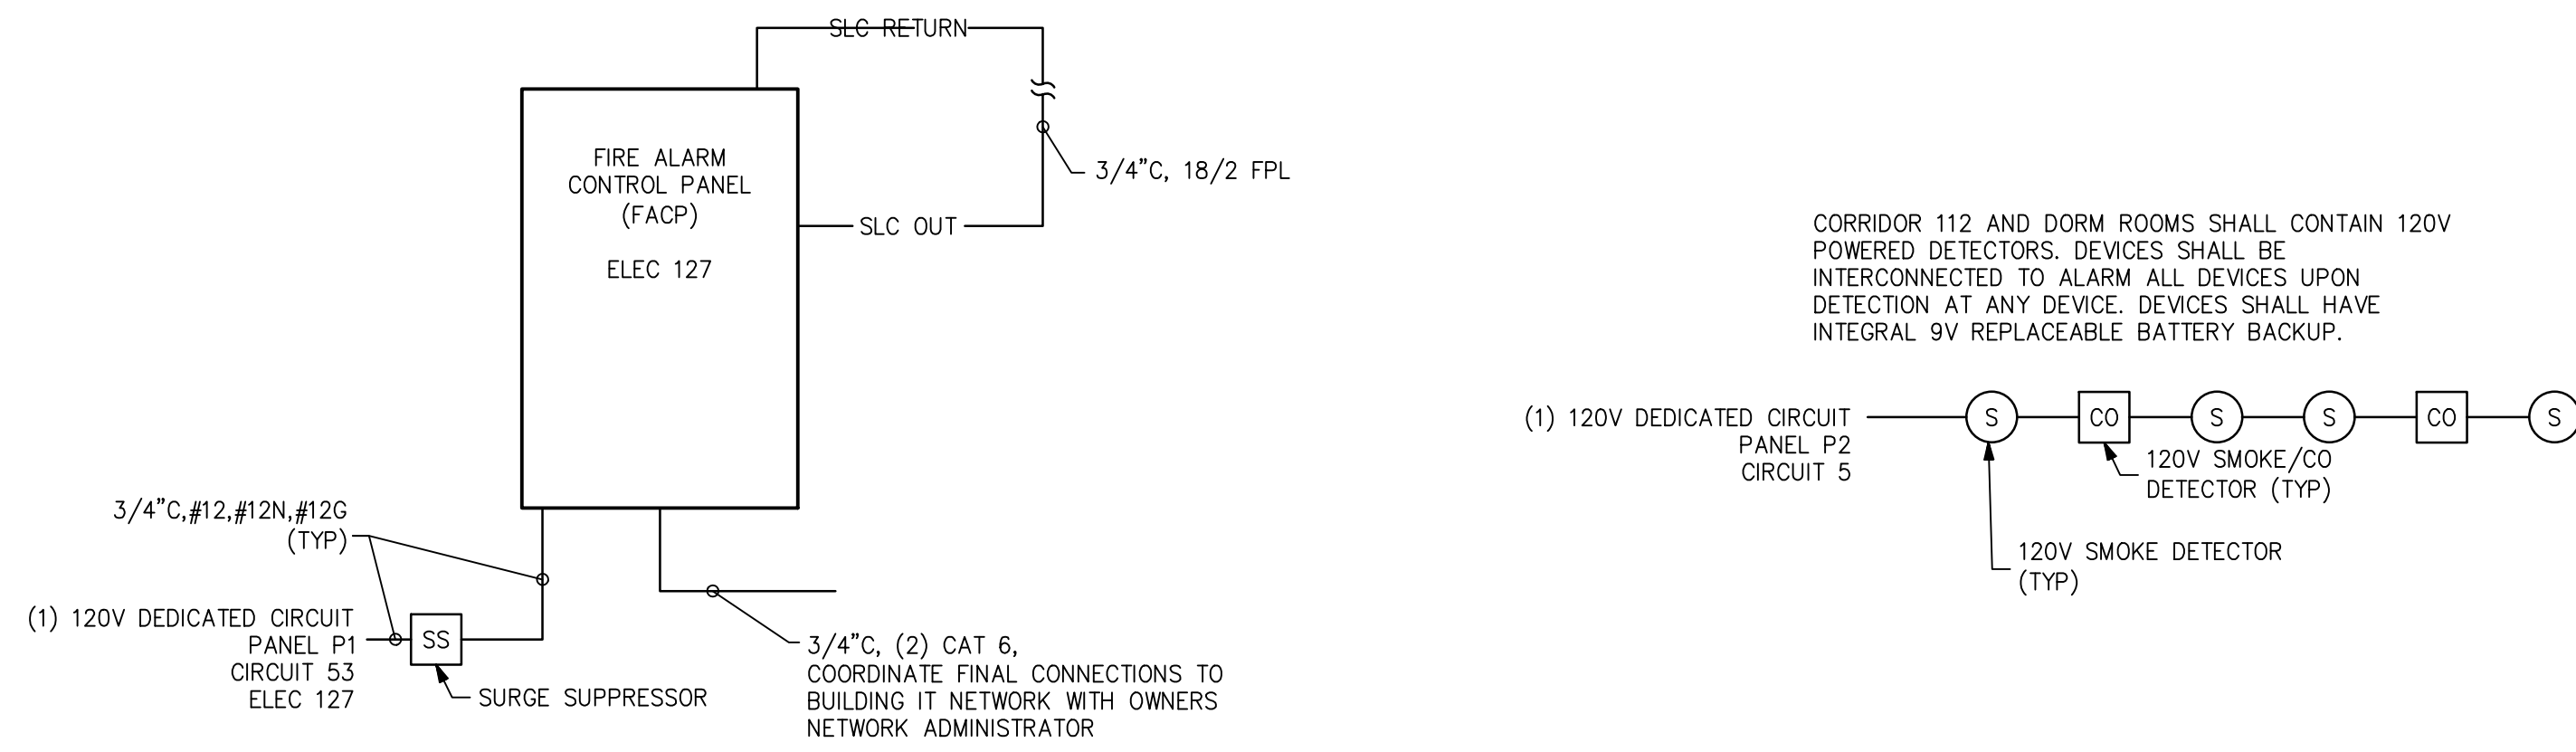 SLC RETURN
FIRE ALARM
CONTROL PANEL
(FACP)
ELEC 127
3/4"C, 18/2 FPL
SLC OUT
3/4"C,#12,#12N,#12G
(TYP)
(1) 120V DEDICATED CIRCUIT
PANEL P1
CIRCUIT 53
ELEC 127
SS
SURGE SUPPRESSOR
3/4"C, (2) CAT 6,
COORDINATE FINAL CONNECTIONS TO
BUILDING IT NETWORK WITH OWNERS
NETWORK ADMINISTRATOR
CORRIDOR 112 AND DORM ROOMS SHALL CONTAIN 120V
POWERED DETECTORS. DEVICES SHALL BE
INTERCONNECTED TO ALARM ALL DEVICES UPON
DETECTION AT ANY DEVICE. DEVICES SHALL HAVE
INTEGRAL 9V REPLACEABLE BATTERY BACKUP.
(1) 120V DEDICATED CIRCUIT
PANEL P2
CIRCUIT 5
S CO S S CO S
120V SMOKE/CO
DETECTOR (TYP)
120V SMOKE DETECTOR
(TYP)